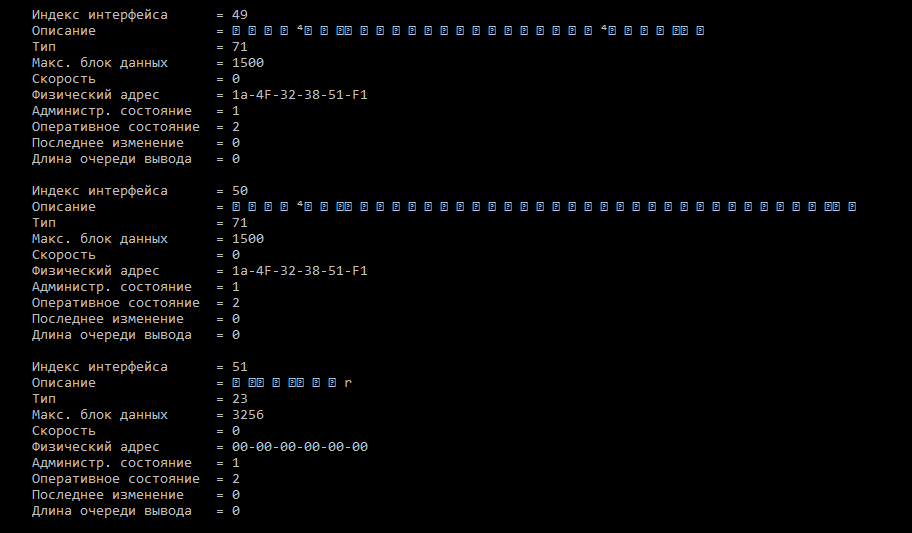 Индекс интерфейса = 49
Описание =
Тип = 71
Макс. блок данных = 1500
Скорость = 0
Физический адрес = 1a-4F-32-38-51-F1
Администр. состояние = 1
Оперативное состояние = 2
Последнее изменение = 0
Длина очереди вывода = 0
Индекс интерфейса = 50
Описание =
Тип = 71
Макс. блок данных = 1500
Скорость = 0
Физический адрес = 1a-4F-32-38-51-F1
Администр. состояние = 1
Оперативное состояние = 2
Последнее изменение = 0
Длина очереди вывода = 0
Индекс интерфейса = 51
Описание = r
Тип = 23
Макс. блок данных = 3256
Скорость = 0
Физический адрес = 00-00-00-00-00-00
Администр. состояние = 1
Оперативное состояние = 2
Последнее изменение = 0
Длина очереди вывода = 0